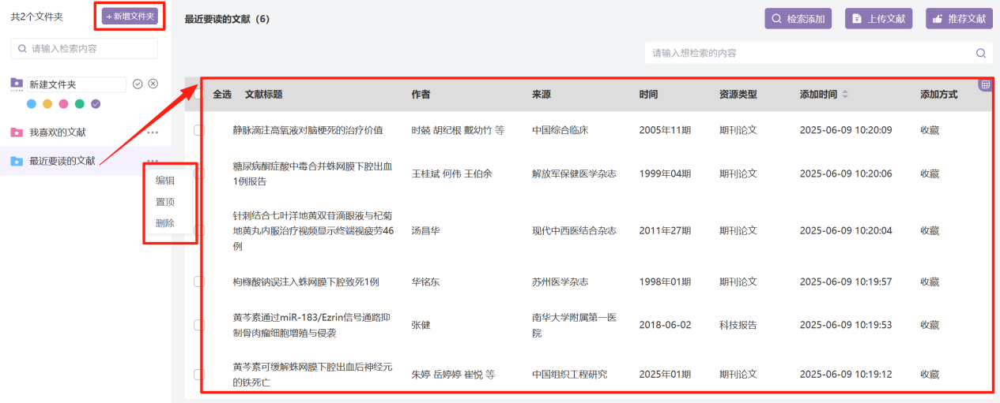 共2个文件夹
+ 新增文件夹
请输入检索内容
新建文件夹
我喜欢的文献
最近要读的文献
编辑
置顶
删除
最近要读的文献（6）
检索添加
上传文献
推荐文献
请输入想检索的内容
全选 文献标题 作者 来源 时间 资源类型 添加时间 添加方式
静脉滴注高氧液对脑梗死的治疗价值 时兢 胡纪根 戴幼竹 等 中国综合临床 2005年11期 期刊论文 2025-06-09 10:20:09 收藏
糖尿病酮症酸中毒合并蛛网膜下腔出血
1例报告 王桂斌 何伟 王伯余 解放军保健医学杂志 1999年04期 期刊论文 2025-06-09 10:20:06 收藏
针刺结合七叶洋地黄双苷滴眼液与杞菊
地黄丸内服治疗视频显示终端视疲劳46
例 汤昌华 现代中西医结合杂志 2011年27期 期刊论文 2025-06-09 10:20:04 收藏
枸橼酸钠误注入蛛网膜下腔致死1例 华铭东 苏州医学杂志 1998年01期 期刊论文 2025-06-09 10:19:57 收藏
黄芩素通过miR-183/Ezrin信号通路抑
制骨肉瘤细胞增殖与侵袭 张健 南华大学附属第一医
院 2018-06-02 科技报告 2025-06-09 10:19:53 收藏
黄芩素可缓解蛛网膜下腔出血后神经元
的铁死亡 朱婷 岳婷婷 崔悦 等 中国组织工程研究 2025年01期 期刊论文 2025-06-09 10:19:12 收藏